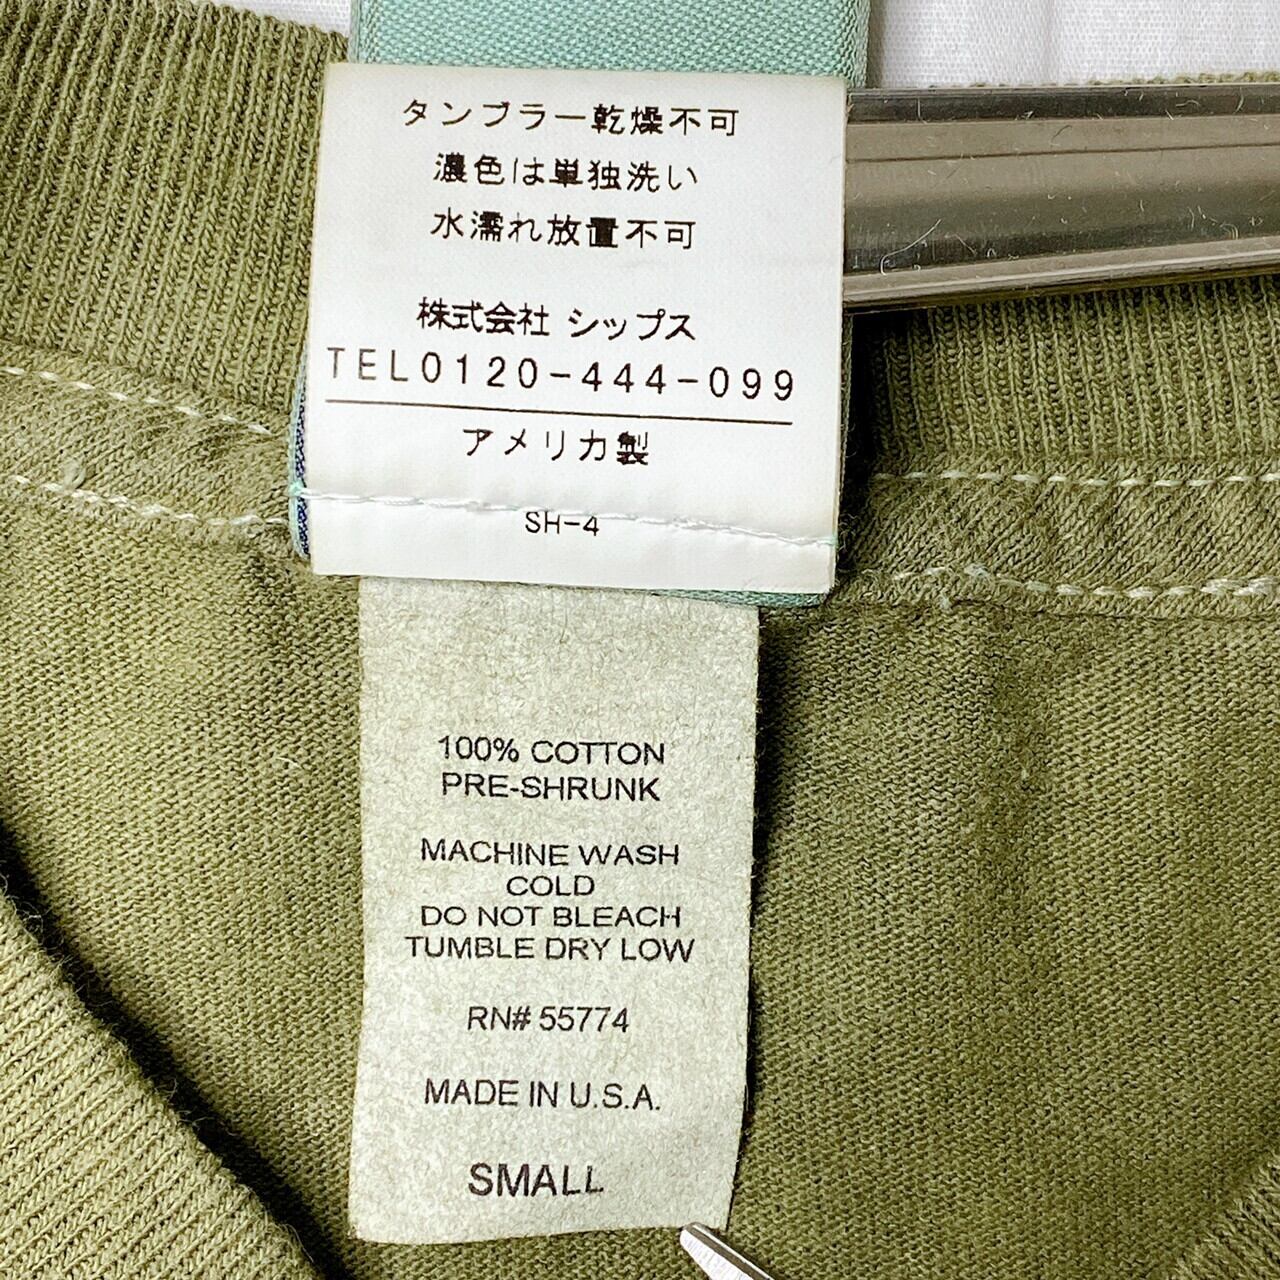 タンブラー乾燥不可
濃色は単独洗い
水濡れ放置不可
株式会社 シップス
TEL0120-444-099
アメリカ製
SH-4
100% COTTON
PRE-SHRUNK
MACHINE WASH
COLD
DO NOT BLEACH
TUMBLE DRY LOW
RN# 55774
MADE IN U.S.A.
SMALL